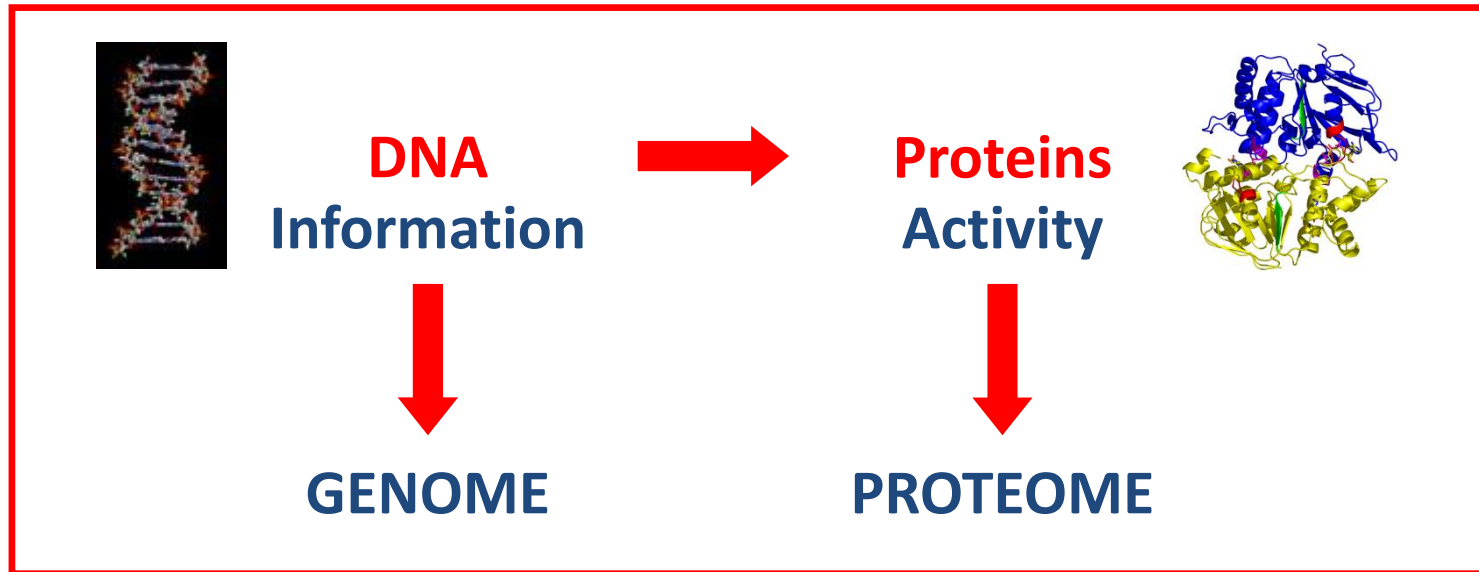 DNA
Information
Proteins
Activity
GENOME
PROTEOME